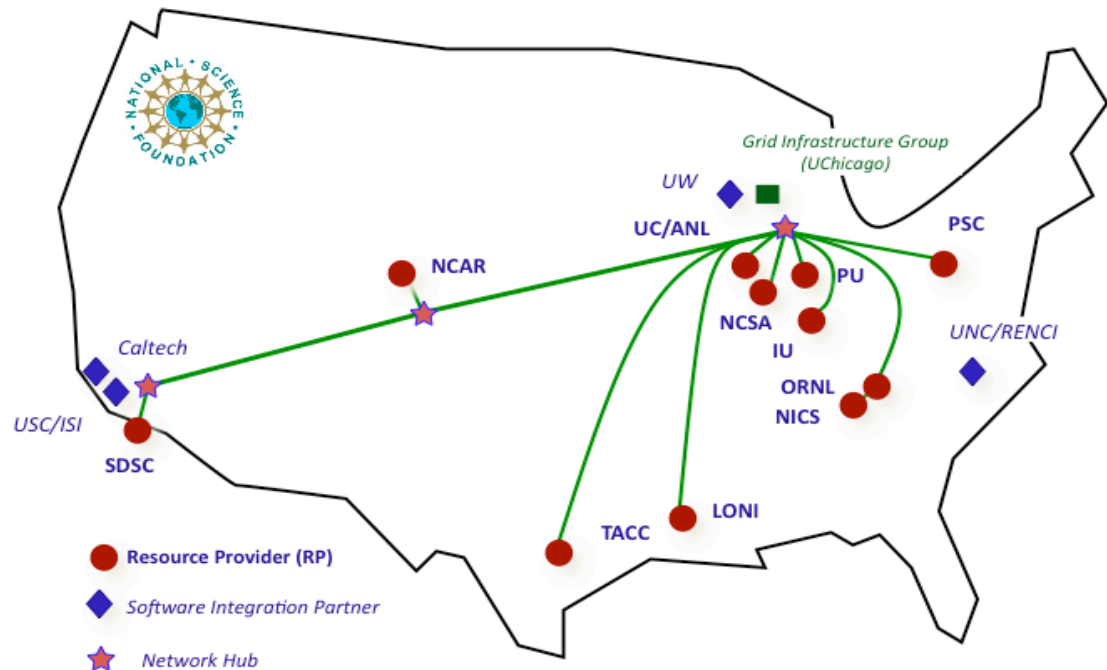 NATIONAL • SCIENCE • FOUNDATION •
Grid Infrastructure Group
(UChicago)
UW
UC/ANL
PSC
NCAR
PU
NCSA
IU
UNC/RENCI
Caltech
ORNL
NICS
USC/ISI
SDSC
LONI
TACC
Resource Provider (RP)
Software Integration Partner
Network Hub